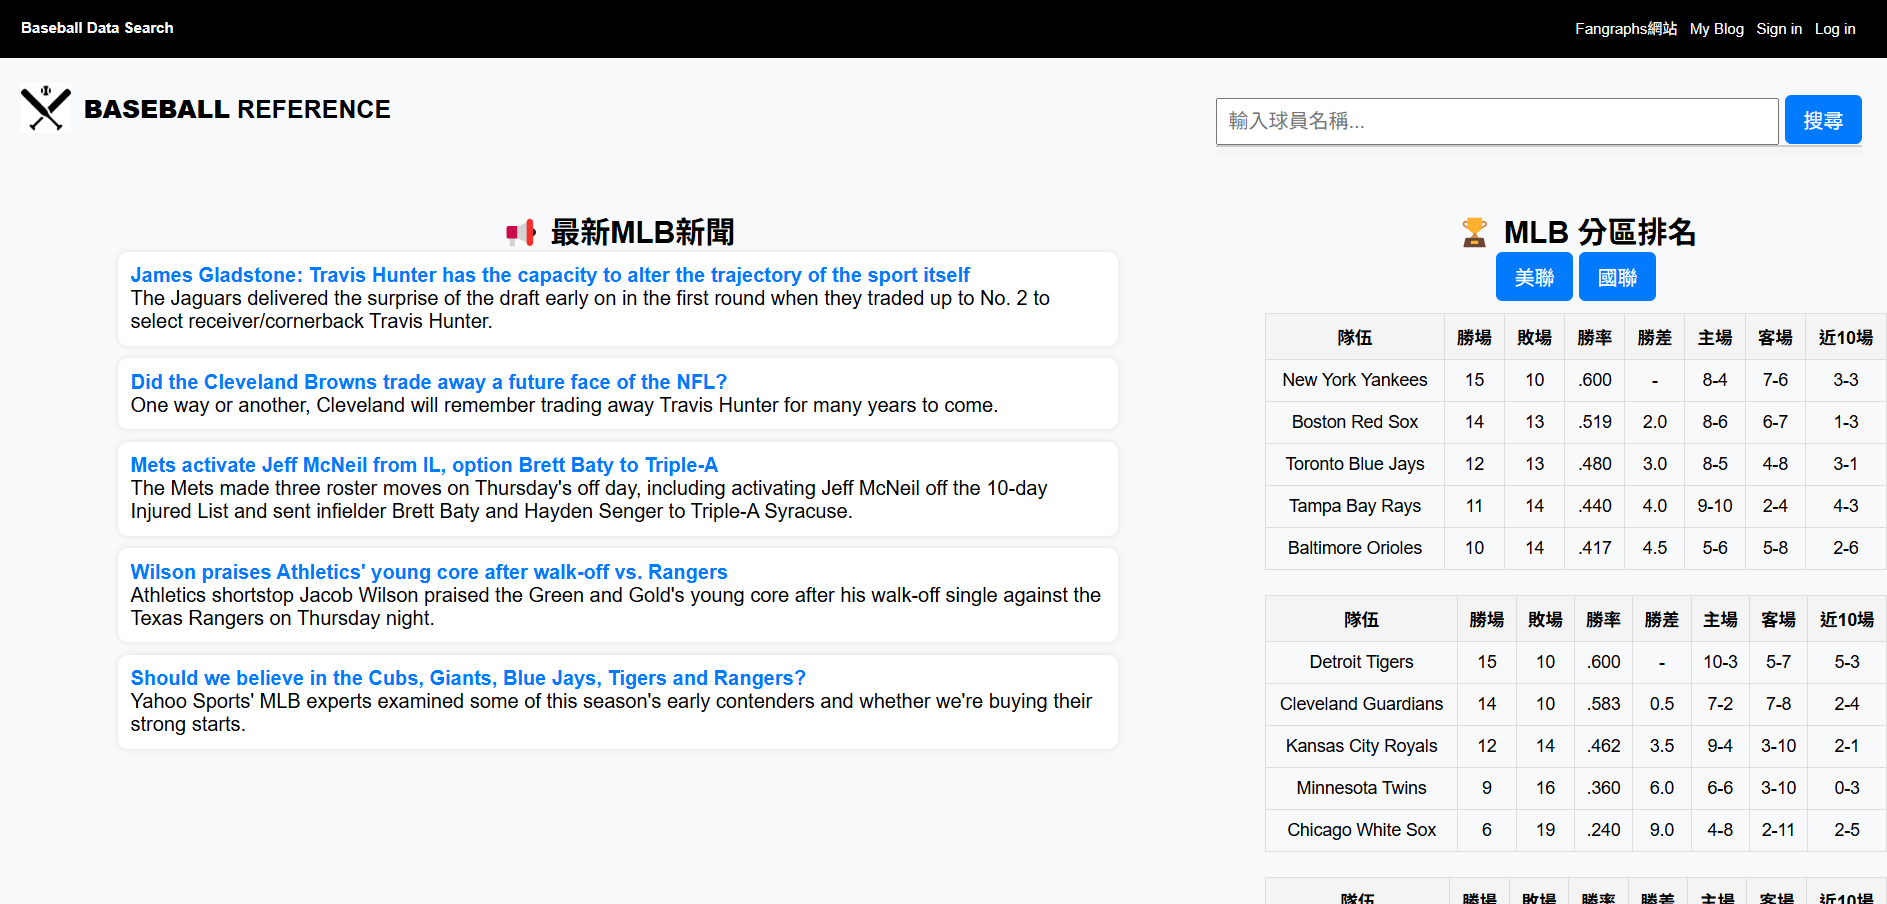 Baseball Data Search
Fangraphs網站 My Blog Sign in Log in
BASEBALL REFERENCE
輸入球員名稱...
搜尋
最新MLB新聞
James Gladstone: Travis Hunter has the capacity to alter the trajectory of the sport itself
The Jaguars delivered the surprise of the draft early on in the first round when they traded up to No. 2 to
select receiver/cornerback Travis Hunter.
Did the Cleveland Browns trade away a future face of the NFL?
One way or another, Cleveland will remember trading away Travis Hunter for many years to come.
Mets activate Jeff McNeil from IL, option Brett Baty to Triple-A
The Mets made three roster moves on Thursday's off day, including activating Jeff McNeil off the 10-day
Injured List and sent infielder Brett Baty and Hayden Senger to Triple-A Syracuse.
Wilson praises Athletics' young core after walk-off vs. Rangers
Athletics shortstop Jacob Wilson praised the Green and Gold's young core after his walk-off single against the
Texas Rangers on Thursday night.
Should we believe in the Cubs, Giants, Blue Jays, Tigers and Rangers?
Yahoo Sports' MLB experts examined some of this season's early contenders and whether we're buying their
strong starts.
MLB 分區排名
美聯 國聯
隊伍 勝場 敗場 勝率 勝差 主場 客場 近10場
New York Yankees 15 10 .600 - 8-4 7-6 3-3
Boston Red Sox 14 13 .519 2.0 8-6 6-7 1-3
Toronto Blue Jays 12 13 .480 3.0 8-5 4-8 3-1
Tampa Bay Rays 11 14 .440 4.0 9-10 2-4 4-3
Baltimore Orioles 10 14 .417 4.5 5-6 5-8 2-6
隊伍 勝場 敗場 勝率 勝差 主場 客場 近10場
Detroit Tigers 15 10 .600 - 10-3 5-7 5-3
Cleveland Guardians 14 10 .583 0.5 7-2 7-8 2-4
Kansas City Royals 12 14 .462 3.5 9-4 3-10 2-1
Minnesota Twins 9 16 .360 6.0 6-6 3-10 0-3
Chicago White Sox 6 19 .240 9.0 4-8 2-11 2-5
隊伍 勝場 敗場 勝率 勝差 主場 客場 近10場